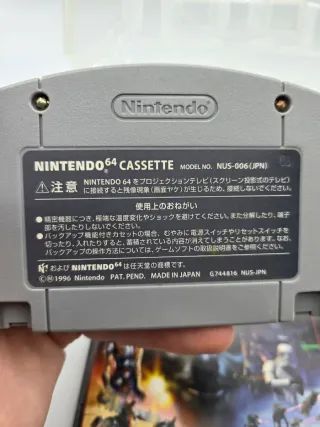 Nintendo
NINTENDO64 CASSETTE MODEL NO. NUS-006(JPN)
⚠注意 NINTENDO 64 をプロジェクションテレビ(スクリーン投影式のテレビ)
に接続すると残像現象(画面ヤケ)が生じるため、接続しないでください。
使用上のおねがい
●精密機器につき、極端な温度変化やショックを避けてください。また分解したり、端子
部を汚したりしないでください。
●バックアップ機能付きカセットの場合、むやみに電源スイッチやリセットスイッチを
切ったり、入れたりすると、蓄積されている内容が消えてしまうことがあります。なお、
バックアップの操作方法については、ゲームソフトの取扱説明書をご覧ください。
および NINTENDO64 は任天堂の商標です。
©Ⓜ1996 Nintendo PAT. PEND. MADE IN JAPAN G744816 NUS-JPN